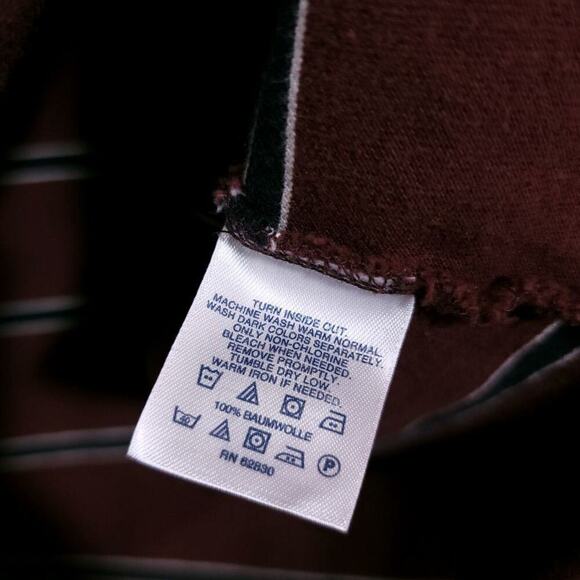 TURN INSIDE OUT.
MACHINE WASH WARM NORMAL.
WASH DARK COLORS SEPARATELY.
ONLY NON-CHLORINE
BLEACH WHEN NEEDED.
REMOVE PROMPTLY.
TUMBLE DRY LOW.
WARM IRON IF NEEDED.
100% BAUMWOLLE
P
RN 62830